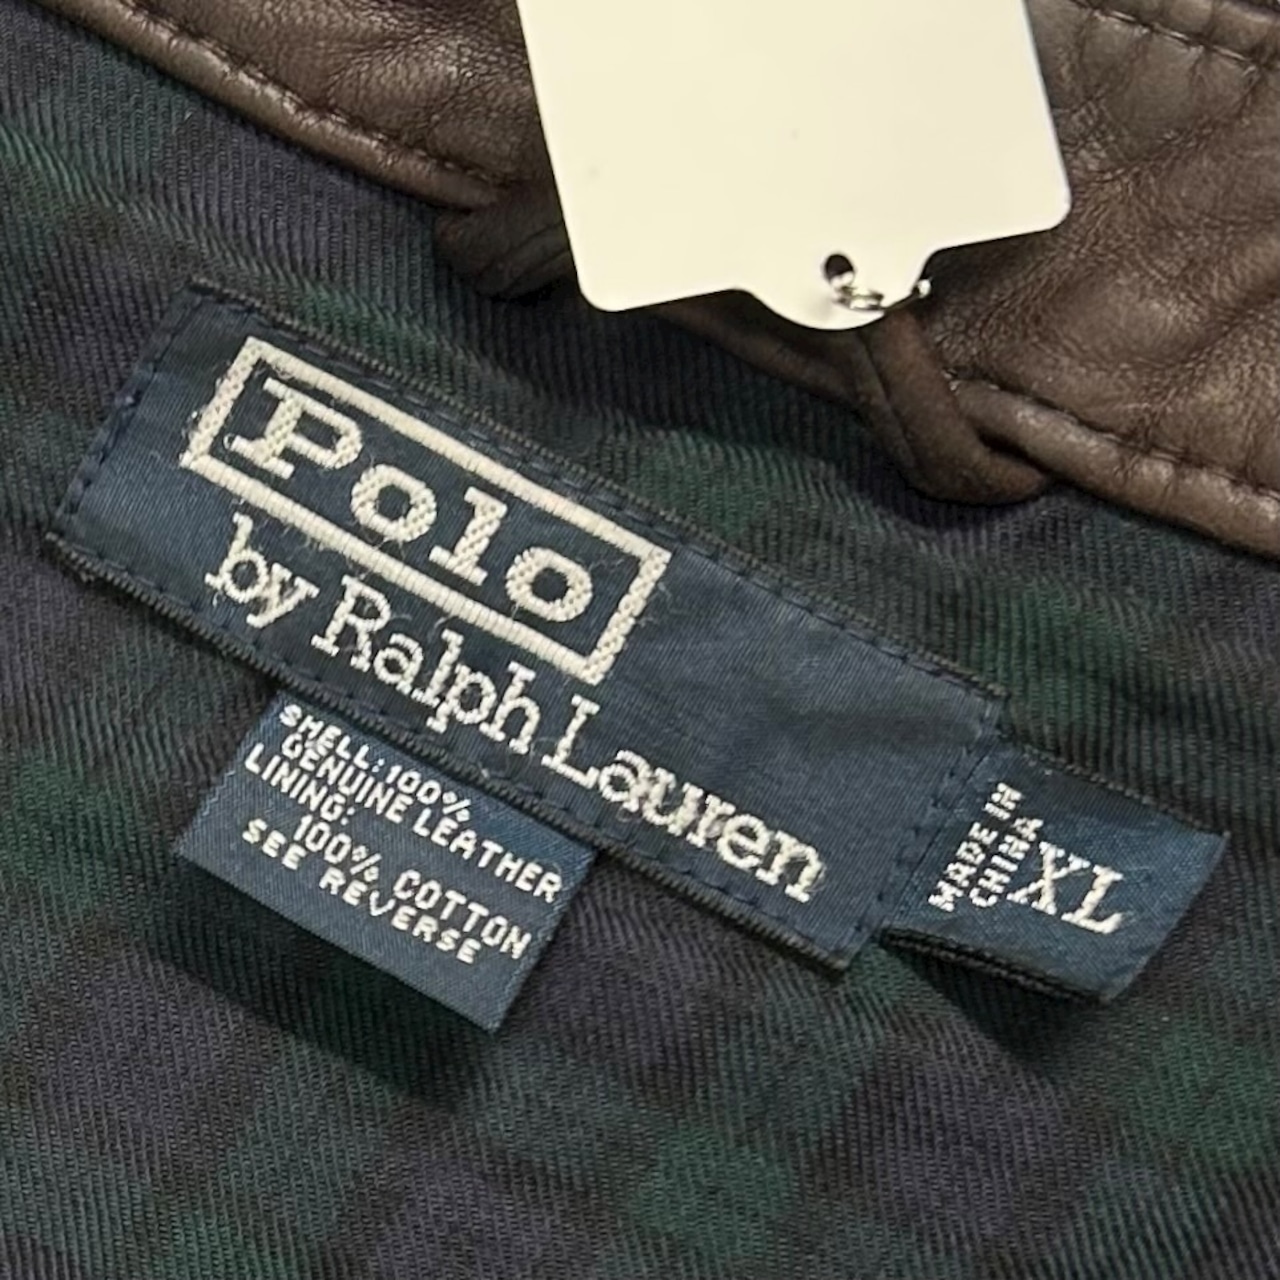 Polo
by Ralph Lauren
SHELL: 100%
GENUINE LEATHER
LINING:
100% COTTON
SEE REVERSE
MADE IN
CHINA
XL